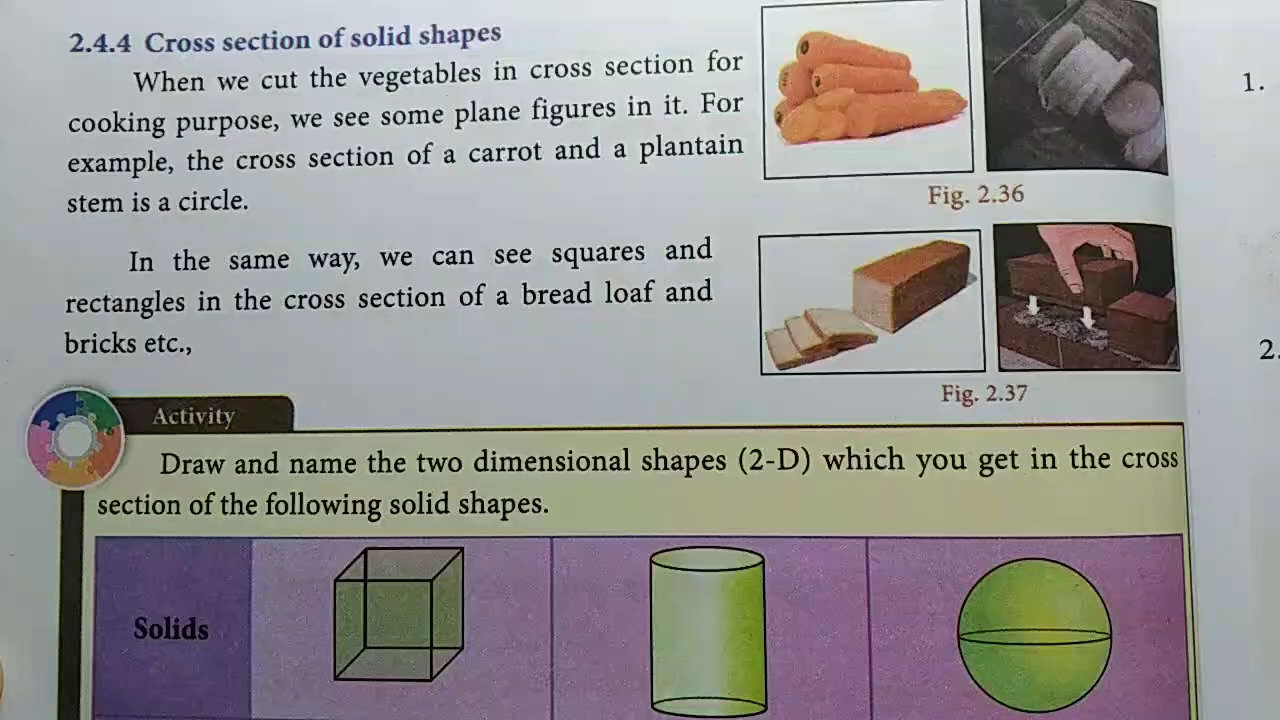 2.4.4 Cross section of solid shapes
When we cut the vegetables in cross section for
cooking purpose, we see some plane figures in it. For
example, the cross section of a carrot and a plantain
stem is a circle.
Fig. 2.36
In the same way, we can see squares and
rectangles in the cross section of a bread loaf and
bricks etc.,
Fig. 2.37
Activity
Draw and name the two dimensional shapes (2-D) which you get in the cross
section of the following solid shapes.
Solids
1.
2.